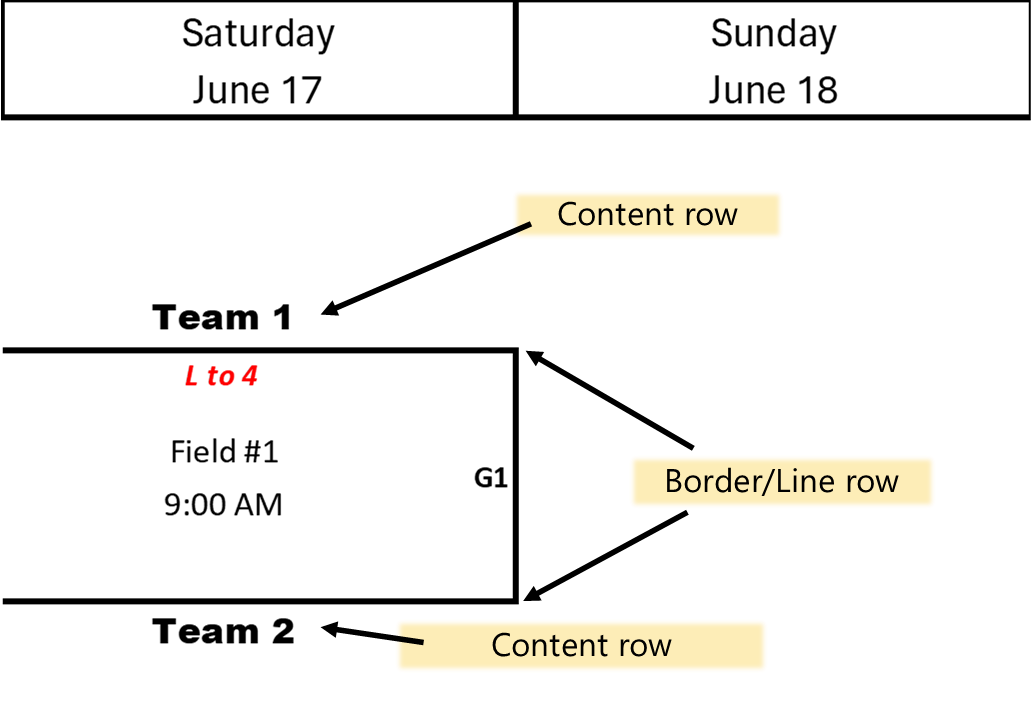 Saturday
June 17
Sunday
June 18
Content row
Team 1
L to 4
Field #1
9:00 AM
G1
Border/Line row
Team 2
Content row